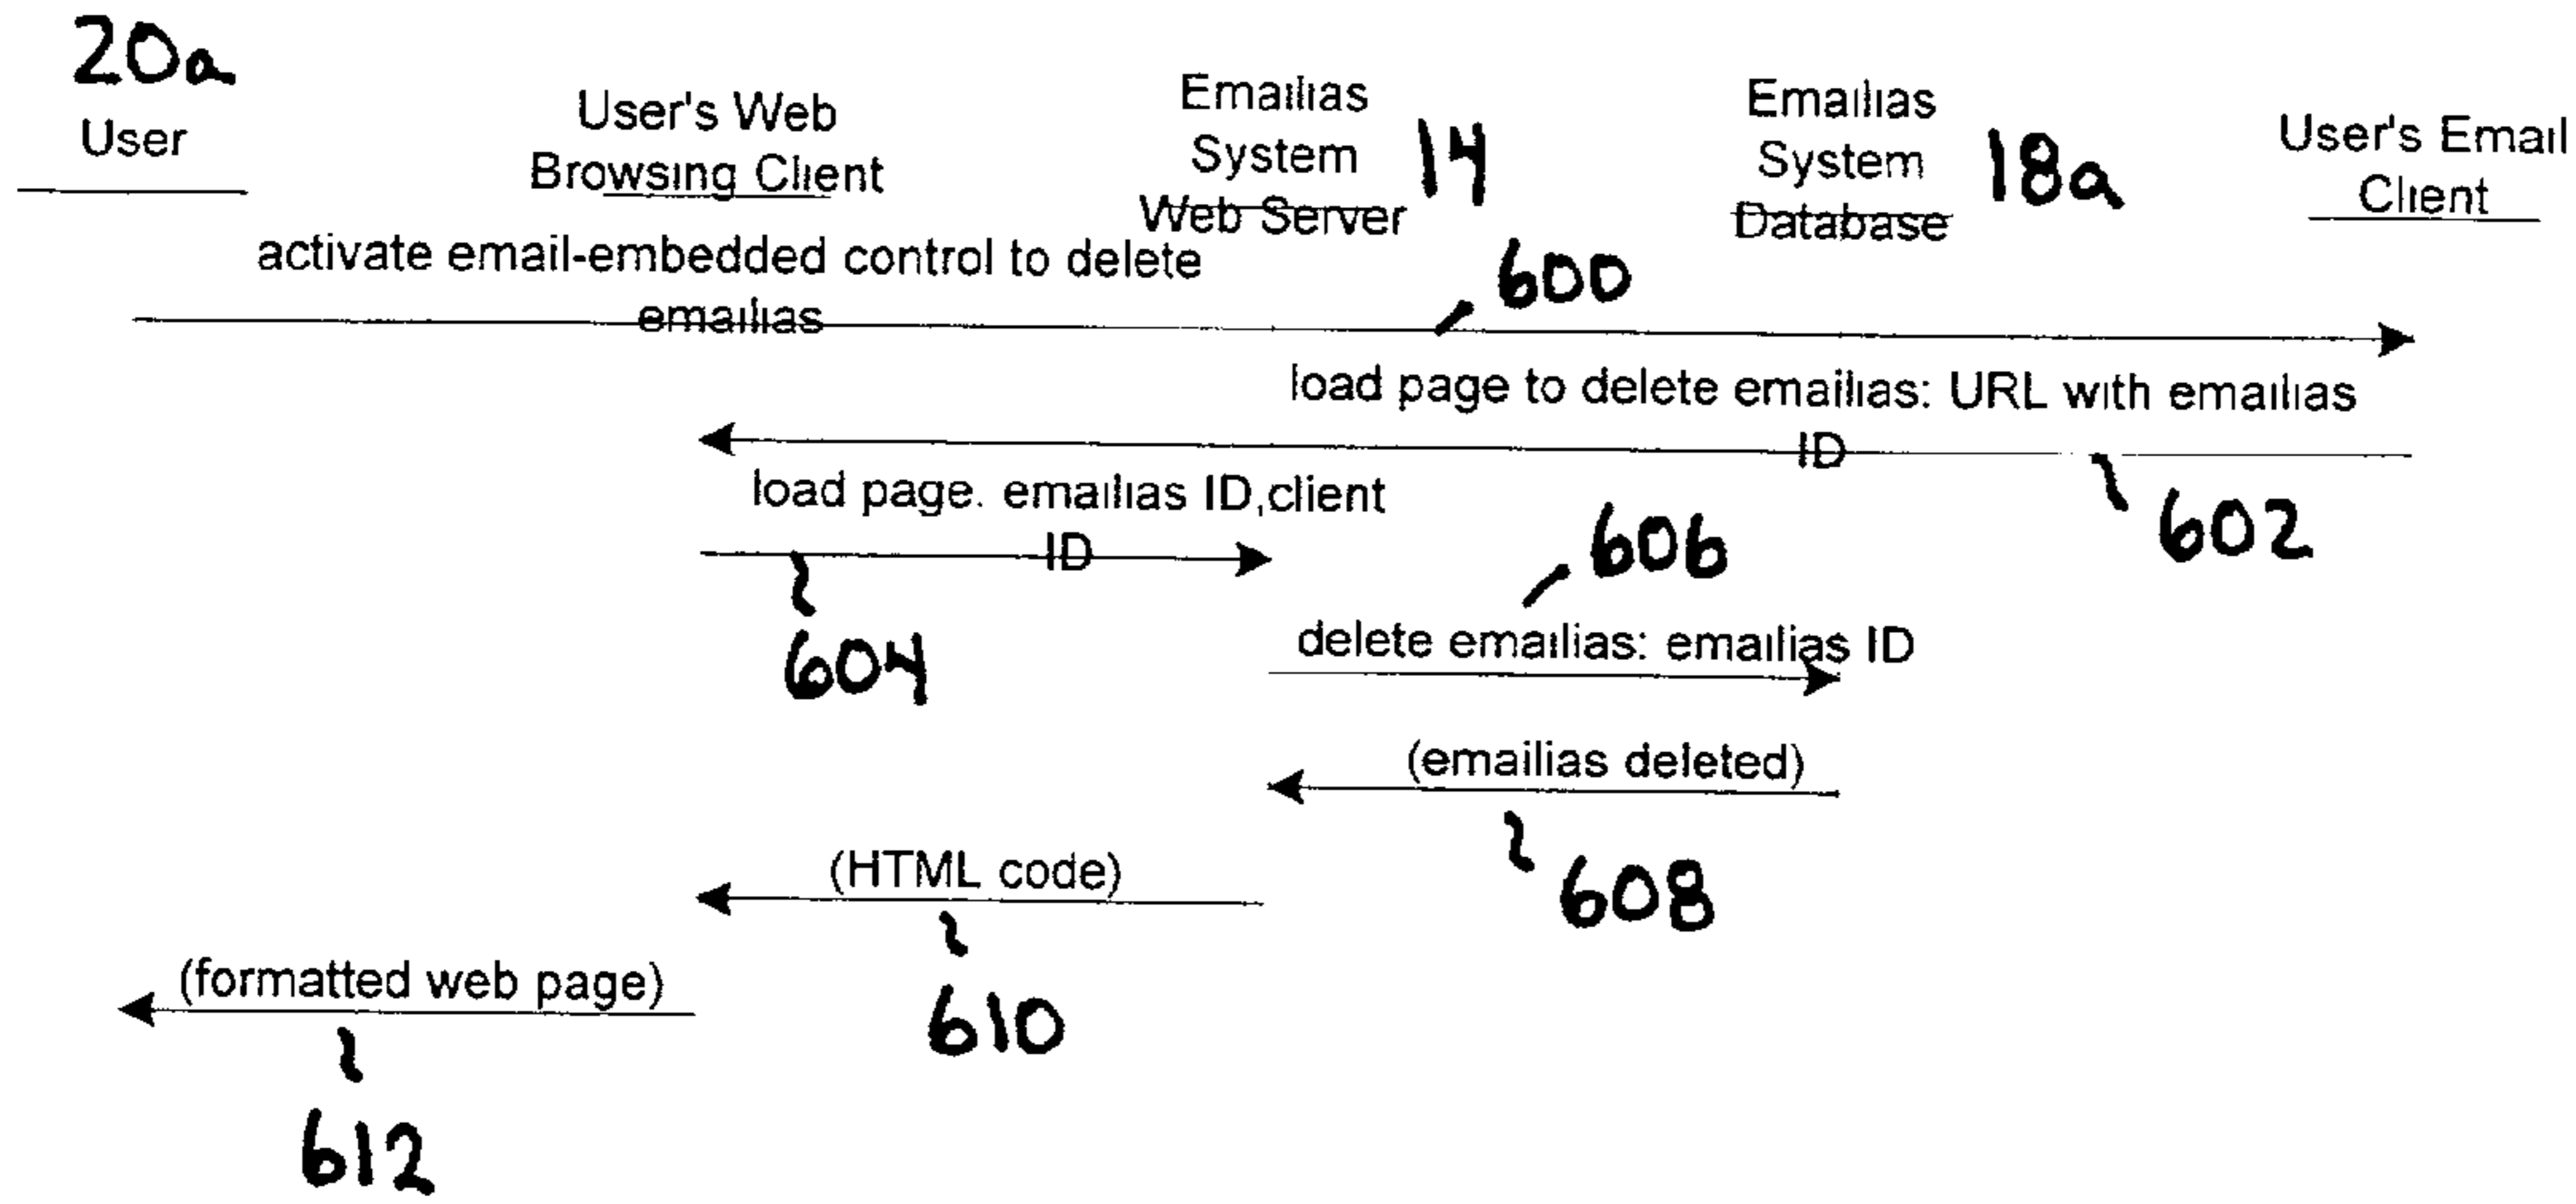 20a
User
User's Web
Browsing Client
Emailias
System
Web Server
14
Emailias
System
Database
18a
User's Email
Client
activate email-embedded control to delete
emailias
600
load page to delete emailias: URL with emailias
ID
602
load page. emailias ID,client
ID
604
606
delete emailias: emailias ID
(emailias deleted)
608
(HTML code)
610
(formatted web page)
612